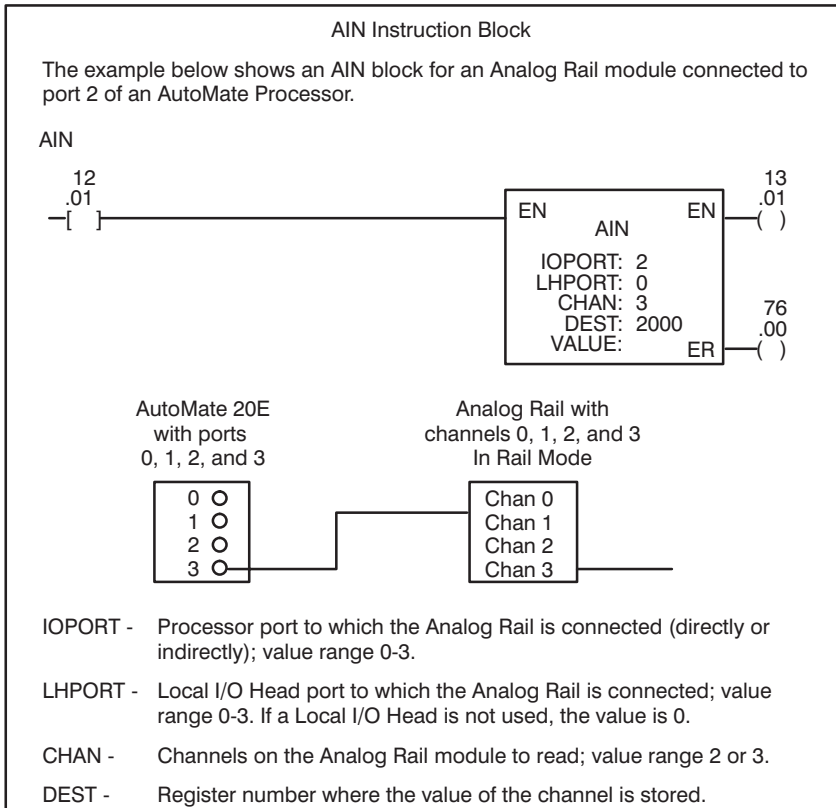 AIN Instruction Block
The example below shows an AIN block for an Analog Rail module connected to
port 2 of an AutoMate Processor.
AIN
12
.01
13
.01
EN
EN
AIN
IOPORT: 2
LHPORT: 0
CHAN: 3
DEST: 2000
VALUE:
76
.00
ER
AutoMate 20E
with ports
0, 1, 2, and 3
Analog Rail with
channels 0, 1, 2, and 3
In Rail Mode
0
1
2
3
Chan 0
Chan 1
Chan 2
Chan 3
IOPORT - Processor port to which the Analog Rail is connected (directly or
indirectly); value range 0-3.
LHPORT - Local I/O Head port to which the Analog Rail is connected; value
range 0-3. If a Local I/O Head is not used, the value is 0.
CHAN - Channels on the Analog Rail module to read; value range 2 or 3.
DEST - Register number where the value of the channel is stored.